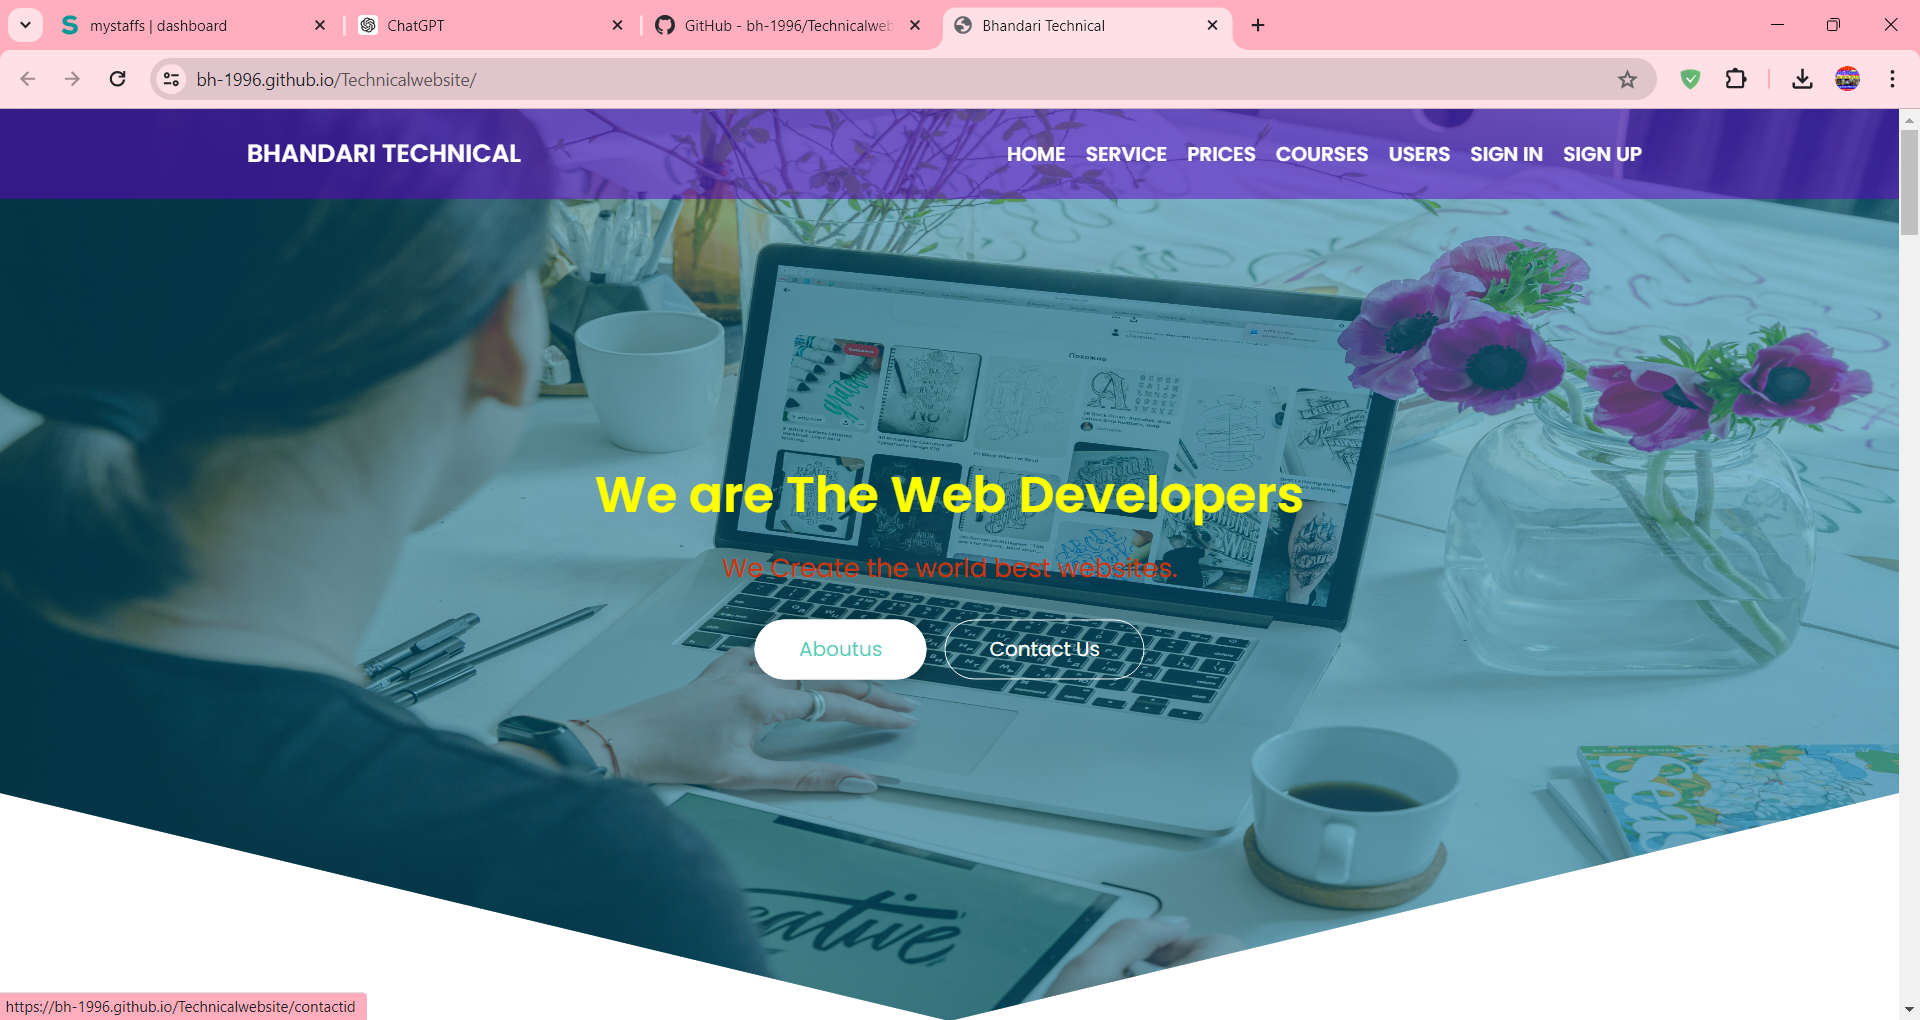 mystaffs | dashboard
ChatGPT
GitHub - bh-1996/Technicalweb
Bhandari Technical
bh-1996.github.io/Technicalwebsite/
BHANDARI TECHNICAL
HOME SERVICE PRICES COURSES USERS SIGN IN SIGN UP
Похожие
We are The Web Developers
We Create the world best websites.
Aboutus
Contact Us
eative
https://bh-1996.github.io/Technicalwebsite/contactid